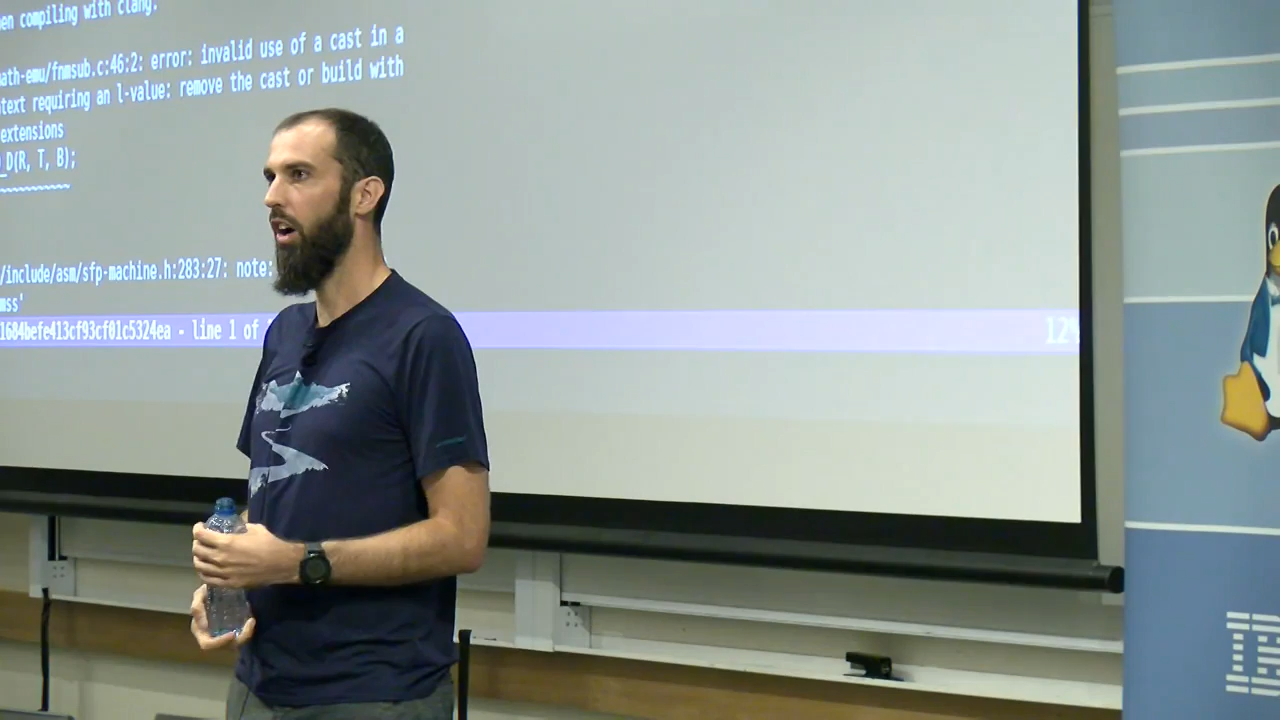 en compiling with clang.
ath-emu/fnmsub.c:46:2: error: invalid use of a cast in a
text requiring an l-value: remove the cast or build with
extensions
_D(R, T, B);
~~~~~~~~~~
/include/asm/sfp-machine.h:283:27: note:
mss'
1684befe413cf93cf01c5324ea - line 1 of
12%